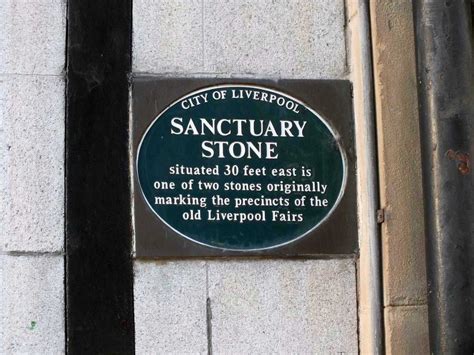 CITY OF LIVERPOOL
SANCTUARY
STONE
situated 30 feet east is
one of two stones originally
marking the precincts of the
old Liverpool Fairs